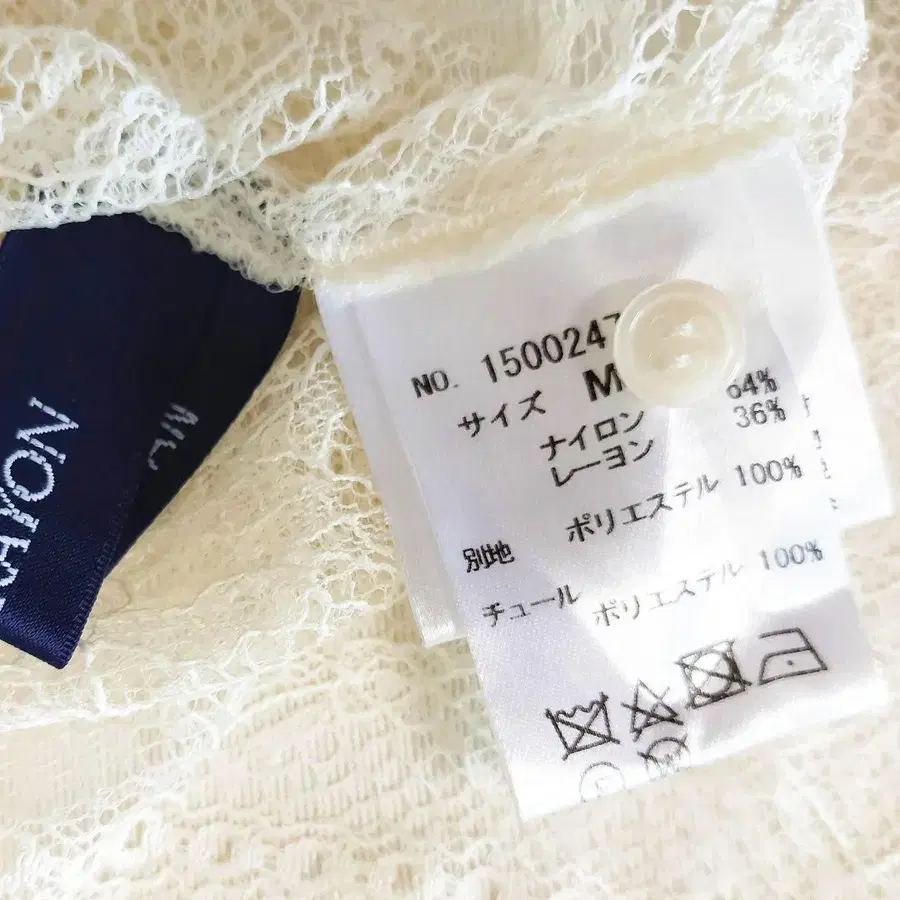 NO. 150024
サイズ M
ナイロン 64%
レーヨン 36%
別地 ポリエステル 100%
チュール ポリエステル 100%
F